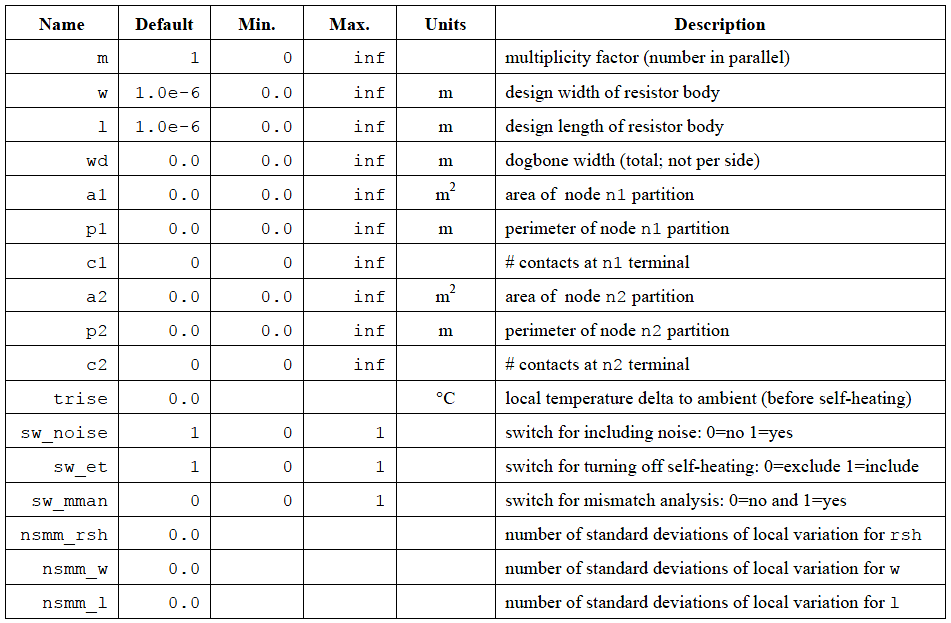 Name Default Min. Max. Units Description
m 1 0 inf multiplicity factor (number in parallel)
w 1.0e-6 0.0 inf m design width of resistor body
l 1.0e-6 0.0 inf m design length of resistor body
wd 0.0 0.0 inf m dogbone width (total; not per side)
a1 0.0 0.0 inf m² area of node n1 partition
p1 0.0 0.0 inf m perimeter of node n1 partition
c1 0 0 inf # contacts at n1 terminal
a2 0.0 0.0 inf m² area of node n2 partition
p2 0.0 0.0 inf m perimeter of node n2 partition
c2 0 0 inf # contacts at n2 terminal
trise 0.0 °C local temperature delta to ambient (before self-heating)
sw_noise 1 0 1 switch for including noise: 0=no 1=yes
sw_et 1 0 1 switch for turning off self-heating: 0=exclude 1=include
sw_mman 0 0 1 switch for mismatch analysis: 0=no and 1=yes
nsmm_rsh 0.0 number of standard deviations of local variation for rsh
nsmm_w 0.0 number of standard deviations of local variation for w
nsmm_l 0.0 number of standard deviations of local variation for l